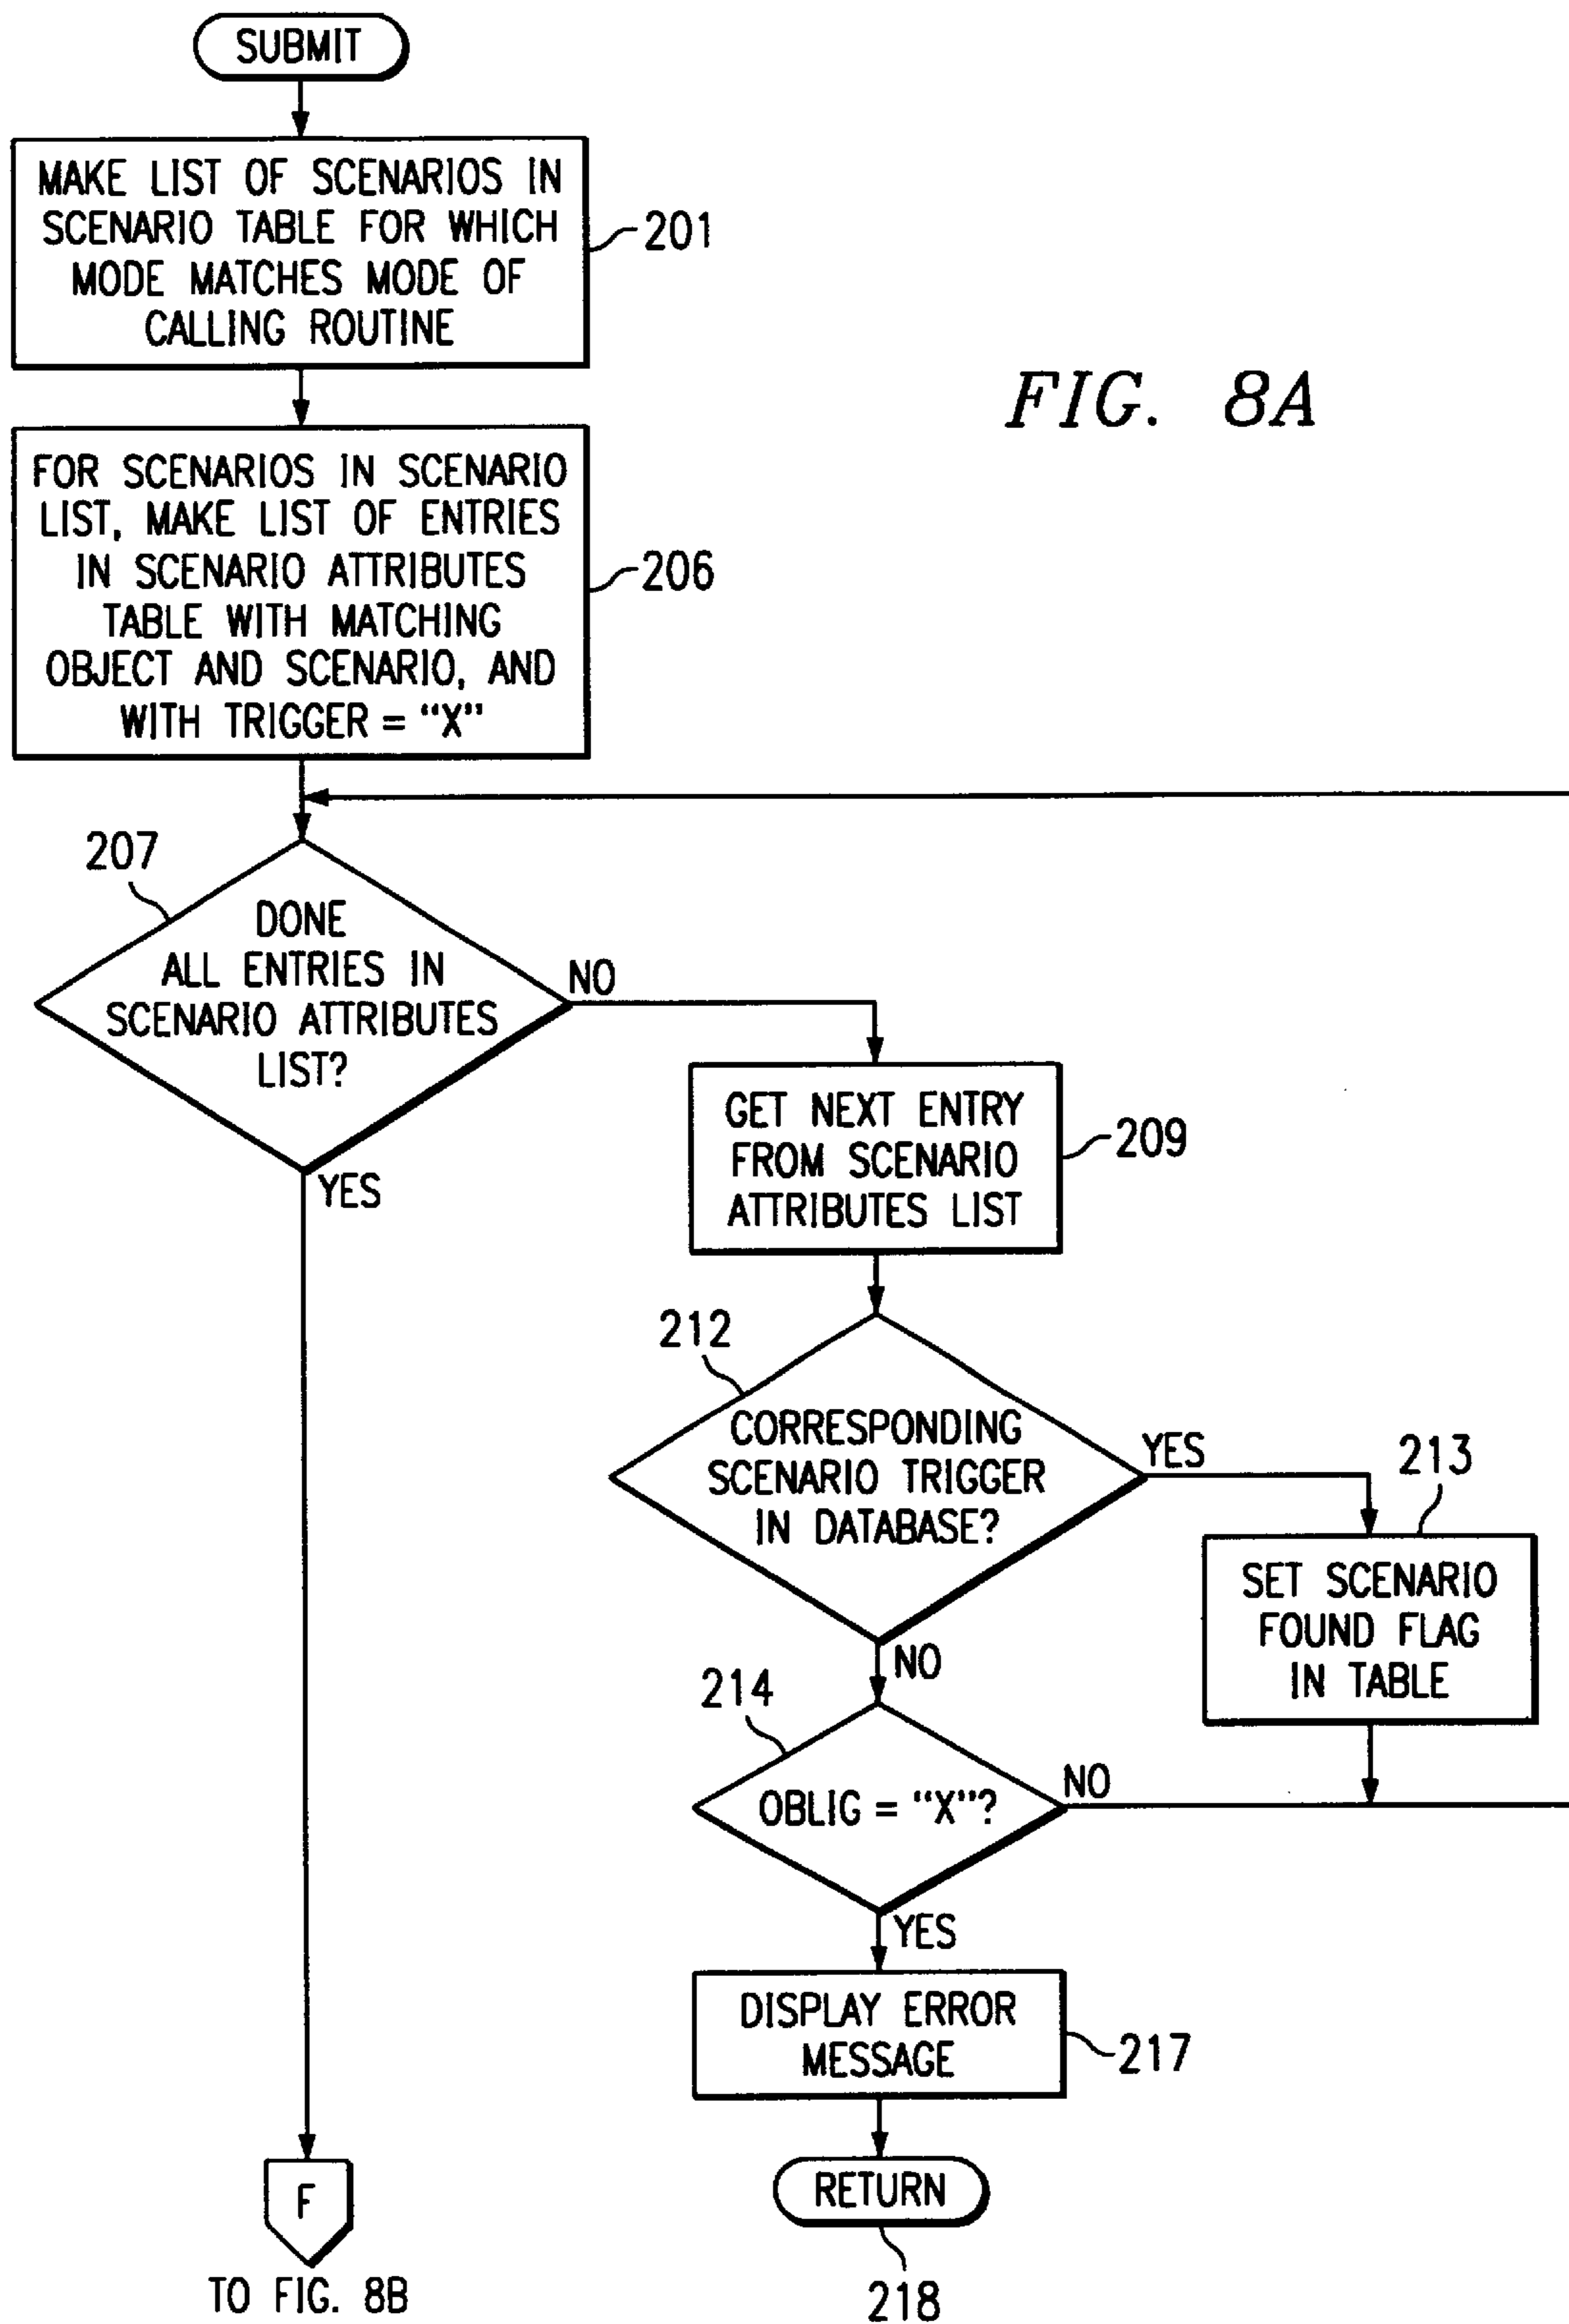 SUBMIT
MAKE LIST OF SCENARIOS IN
SCENARIO TABLE FOR WHICH
MODE MATCHES MODE OF
CALLING ROUTINE
201
FIG. 8A
FOR SCENARIOS IN SCENARIO
LIST, MAKE LIST OF ENTRIES
IN SCENARIO ATTRIBUTES
TABLE WITH MATCHING
OBJECT AND SCENARIO, AND
WITH TRIGGER = "X"
206
207
DONE
ALL ENTRIES IN
SCENARIO ATTRIBUTES
LIST?
NO
YES
GET NEXT ENTRY
FROM SCENARIO
ATTRIBUTES LIST
209
212
CORRESPONDING
SCENARIO TRIGGER
IN DATABASE?
YES
213
SET SCENARIO
FOUND FLAG
IN TABLE
NO
214
OBLIG = "X"?
NO
YES
DISPLAY ERROR
MESSAGE
217
RETURN
218
F
TO FIG. 8B